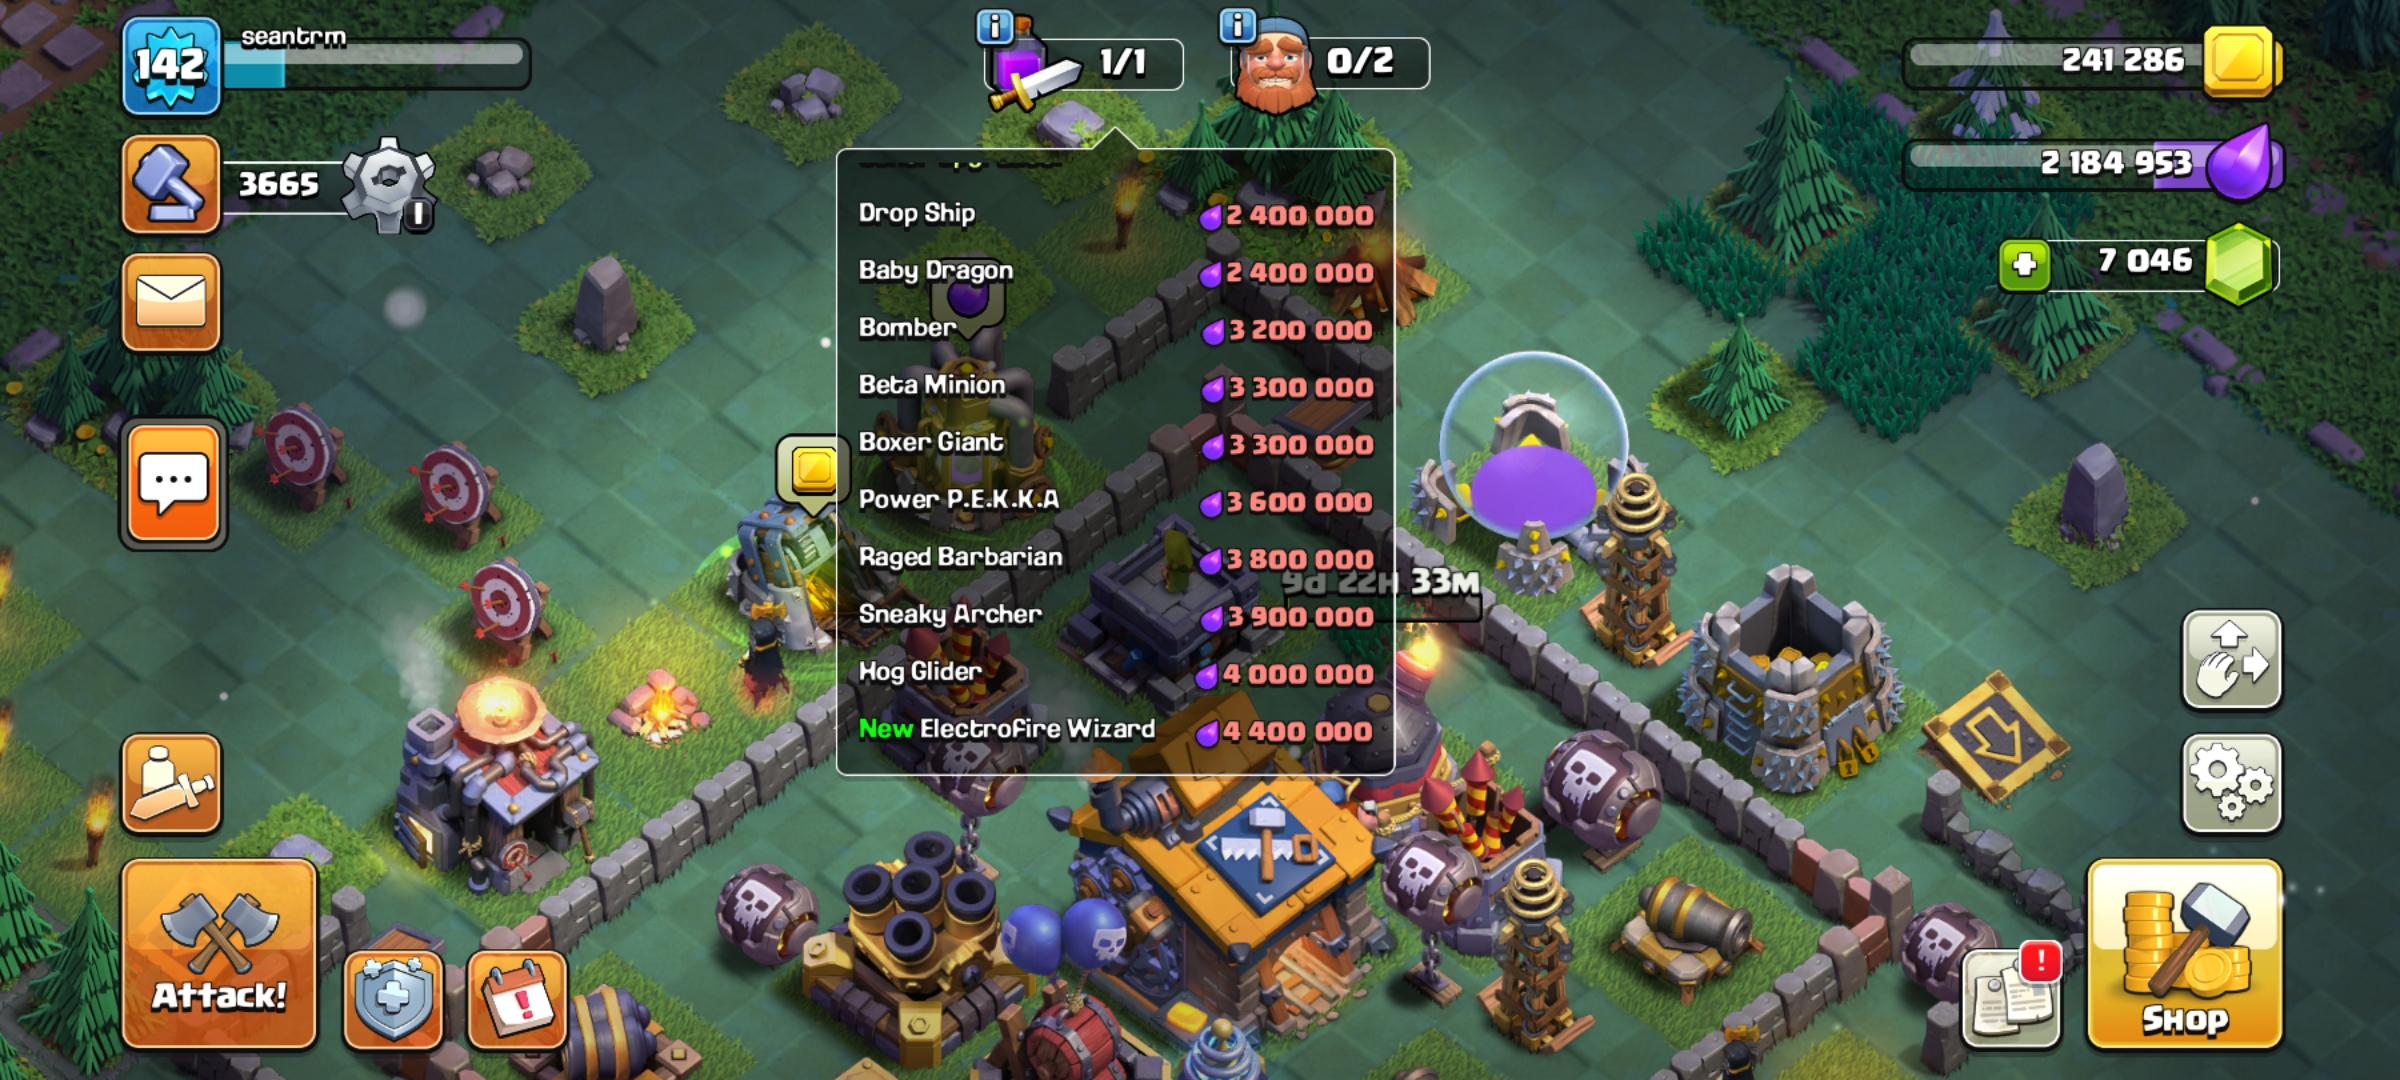 142
seantrm
1/1
0/2
241 286
3665
2 184 953
7 046
Drop Ship 2 400 000
Baby Dragon 2 400 000
Bomber 3 200 000
Beta Minion 3 300 000
Boxer Giant 3 300 000
Power P.E.K.K.A 3 600 000
Raged Barbarian 3 800 000
9d 22H 33M
Sneaky Archer 3 900 000
Hog Glider 4 000 000
New Electrofire Wizard 4 400 000
Attack!
Shop